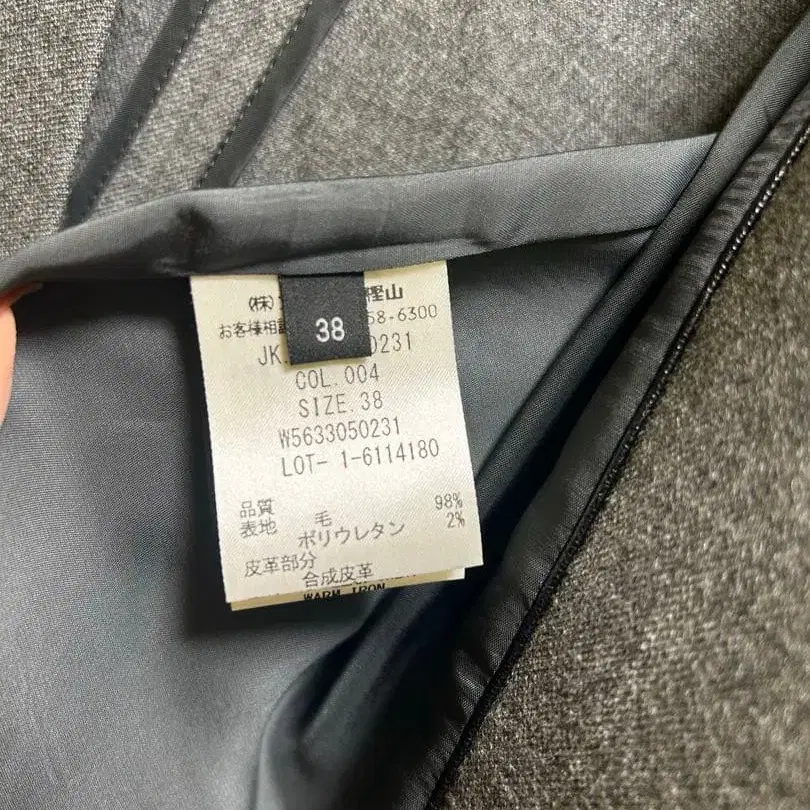 (株) 樫山
お客様相 58-6300
38
JK. 0231
COL.004
SIZE.38
W5633050231
LOT- 1-6114180
品質
表地 毛 98%
ポリウレタン 2%
皮革部分
合成皮革
WARM IRON